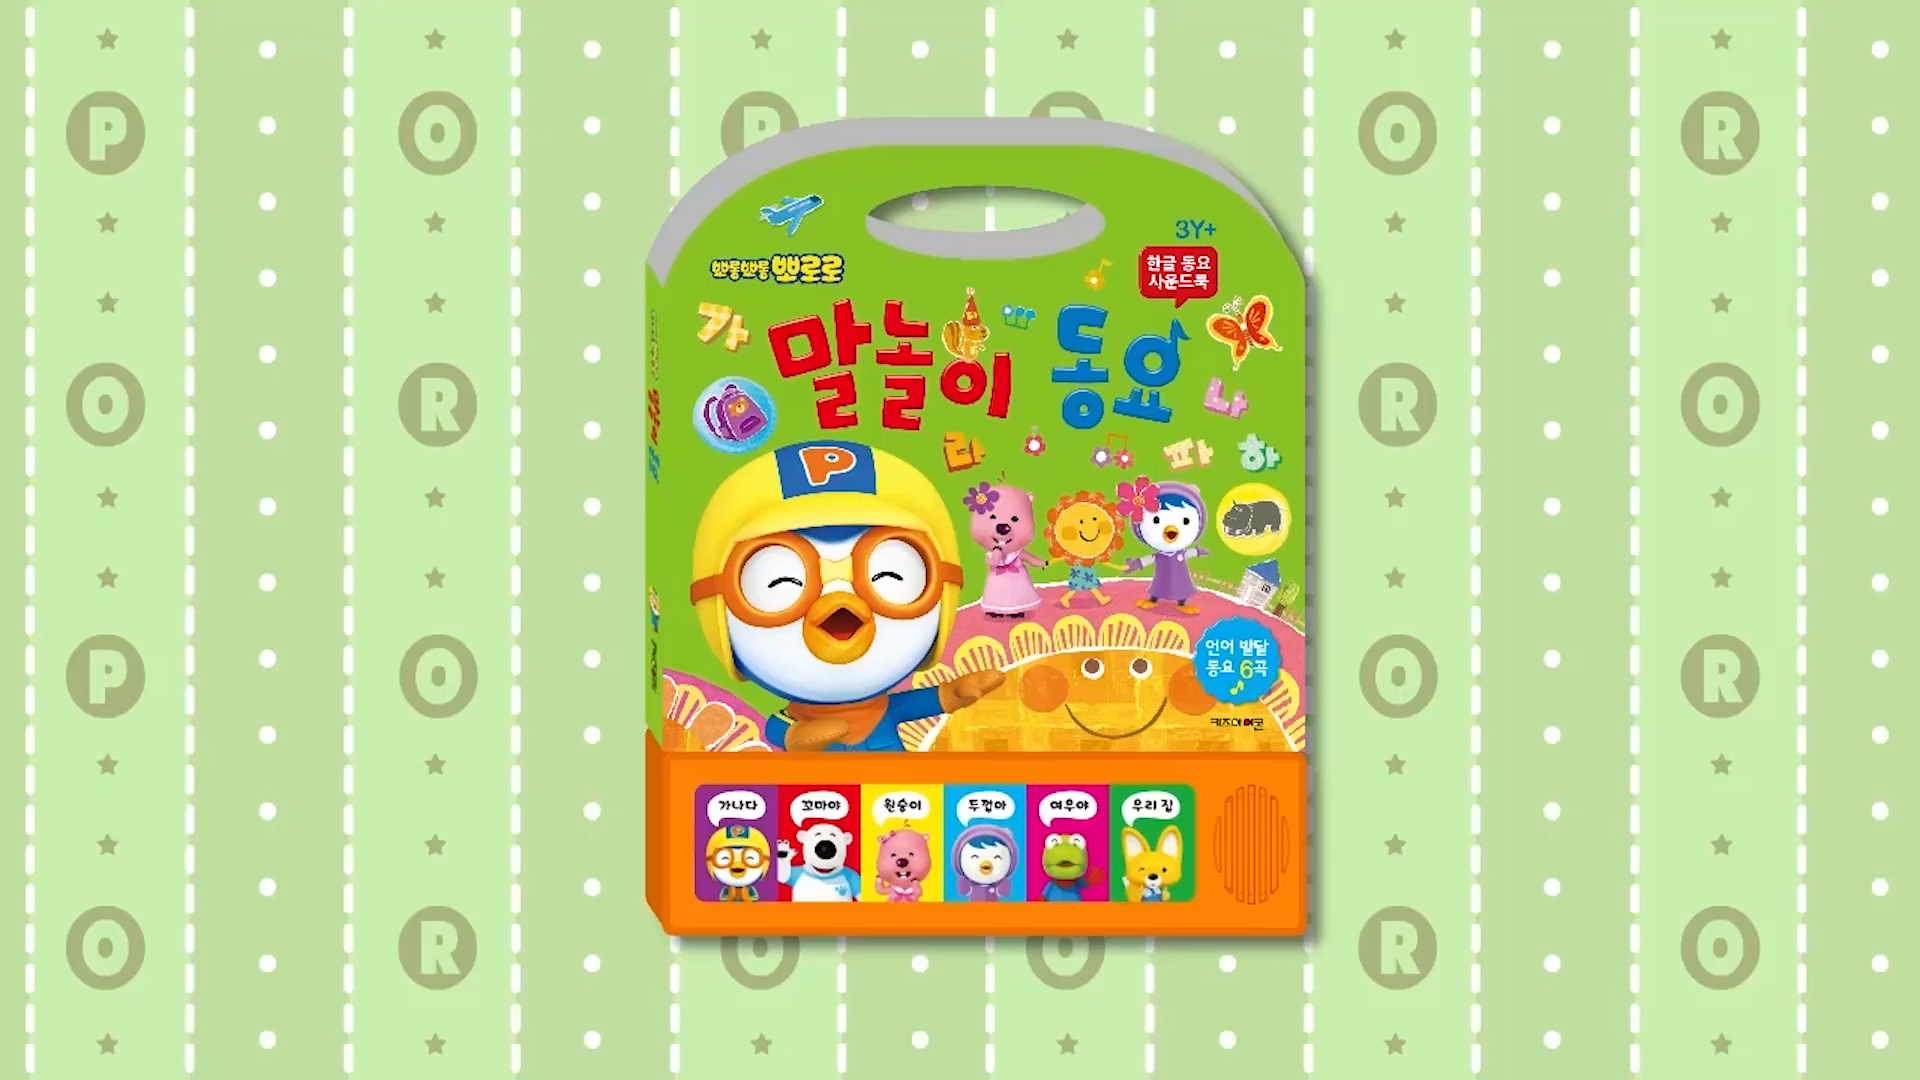 P O P R O R
3Y+
한글 동요
사운드북
뽀롱뽀롱 뽀로로
가
말놀이 동요
나
라 파 하
P
O R R O
언어 발달
동요 6곡
키즈아이콘
P O O R
가나다 꼬마야 원숭이 두껍아 여우야 우리 집
O R O O R O